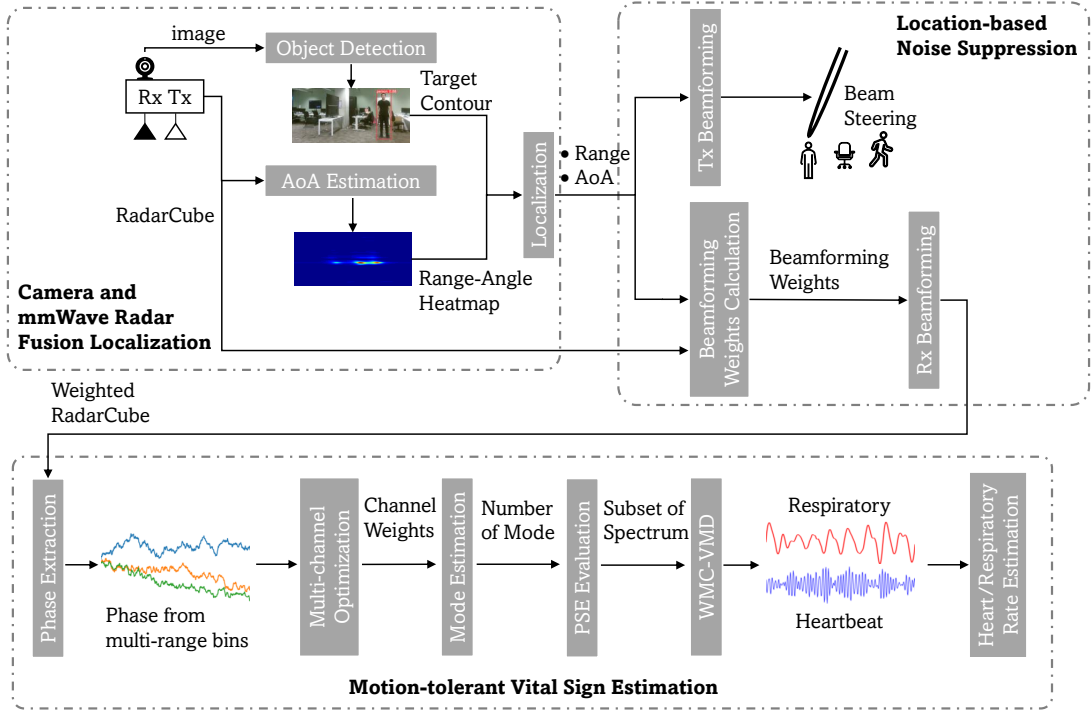 image
Object Detection
Rx Tx
Target
Contour
AoA Estimation
RadarCube
Range-Angle
Heatmap
Localization
Camera and
mmWave Radar
Fusion Localization
• Range
• AoA
Location-based
Noise Suppression
Tx Beamforming
Beam
Steering
Beamforming
Weights Calculation
Beamforming
Weights
Rx Beamforming
Weighted
RadarCube
Phase Extraction
Phase from
multi-range bins
Multi-channel
Optimization
Channel
Weights
Mode Estimation
Number
of Mode
PSE Evaluation
Subset of
Spectrum
WMC-VMD
Respiratory
Heartbeat
Heart/Respiratory
Rate Estimation
Motion-tolerant Vital Sign Estimation